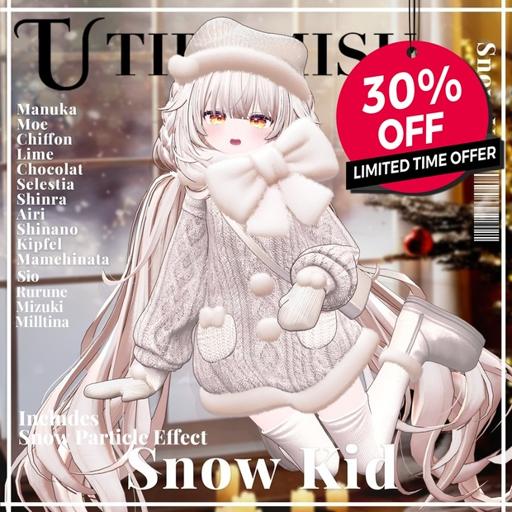 30%
OFF
LIMITED TIME OFFER
Manuka
Moe
Chiffon
Lime
Chocolat
Selestia
Shinra
Airi
Shinano
Kipfel
Mamehinata
Sio
Rurune
Mizuki
Milltina
Includes
Snow Particle Effect
Snow Kid